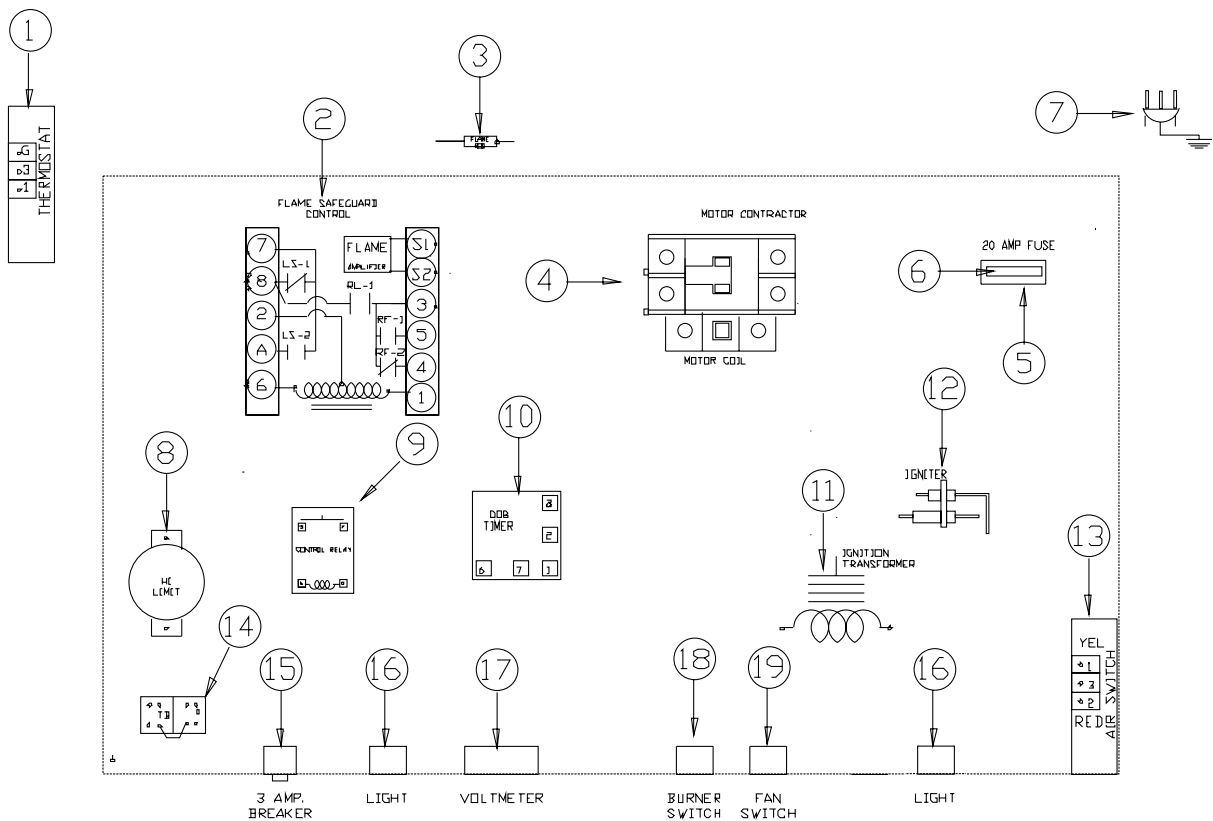 1
3
2
7
THERMOSTAT
G
3
1
FLAME
ROD
FLAME SAFEGUARD
CONTROL
MOTOR CONTRACTOR
20 AMP FUSE
7
8
2
A
6
LS-1
LS-2
RL-1
FLAME
AMPLIFIER
RF-1
RF-2
S1
S2
3
5
4
1
4
MOTOR COIL
6
5
12
10
9
8
11
IGNITER
13
DOB
TIMER
3
2
6
7
1
CONTROL RELAY
HI
LIMIT
IGNITION
TRANSFORMER
14
15
16
17
18
19
16
YEL
1
3
2
RED
AIR SWITCH
TB
3 AMP.
BREAKER
LIGHT
VOLTMETER
BURNER
SWITCH
FAN
SWITCH
LIGHT